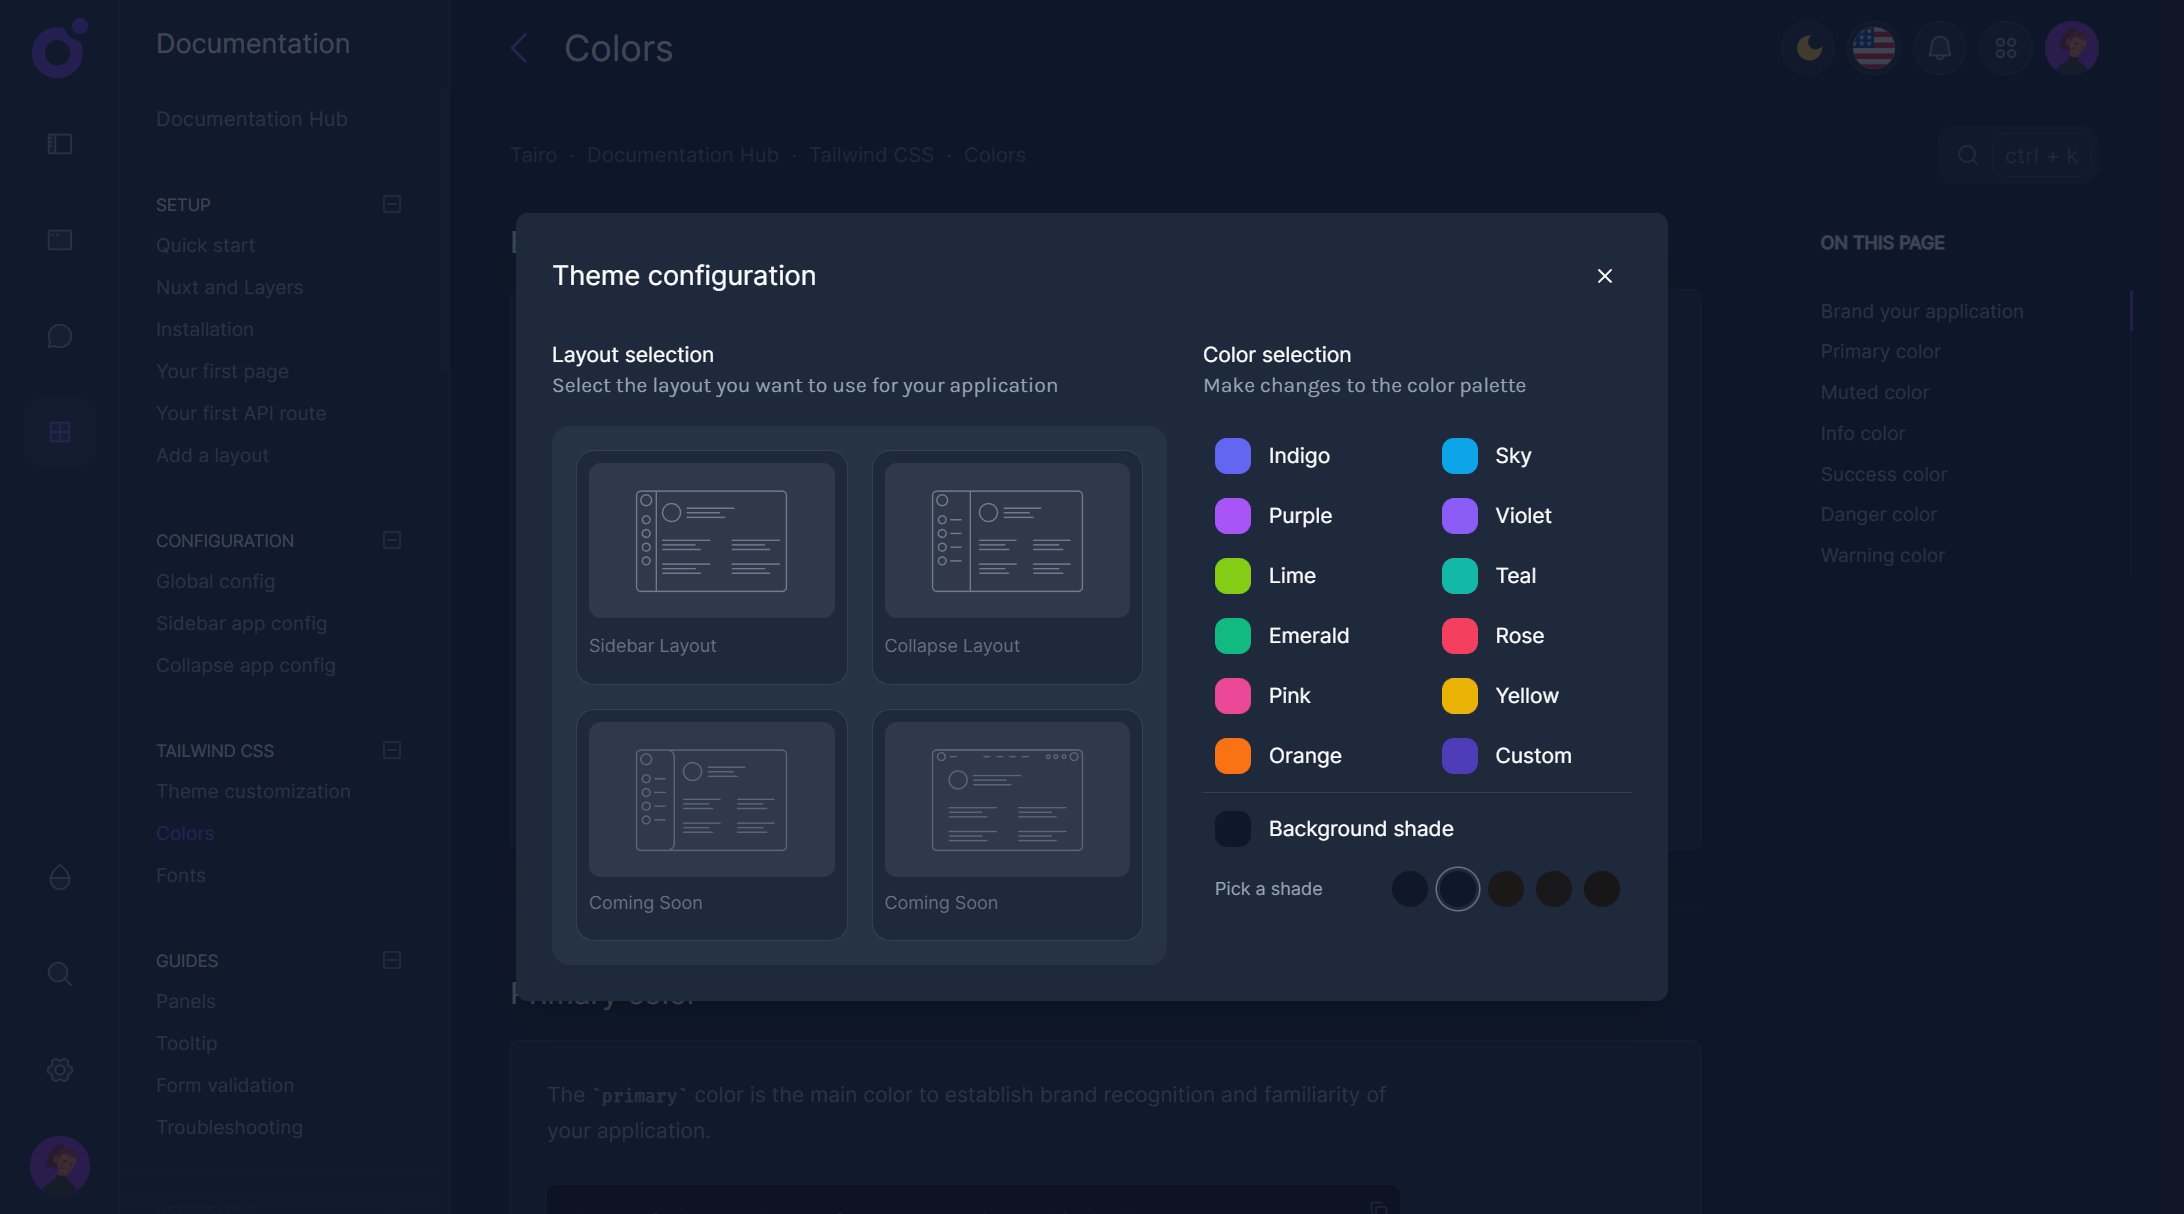 Documentation
Documentation Hub
SETUP
Quick start
Nuxt and Layers
Installation
Your first page
Your first API route
Add a layout
CONFIGURATION
Global config
Sidebar app config
Collapse app config
TAILWIND CSS
Theme customization
Colors
Fonts
GUIDES
Panels
Tooltip
Form validation
Troubleshooting
Colors
Tairo · Documentation Hub · Tailwind CSS · Colors
ctrl + k
Theme configuration
Layout selection
Select the layout you want to use for your application
Sidebar Layout
Collapse Layout
Coming Soon
Coming Soon
Color selection
Make changes to the color palette
Indigo
Sky
Purple
Violet
Lime
Teal
Emerald
Rose
Pink
Yellow
Orange
Custom
Background shade
Pick a shade
Primary color
The `primary` color is the main color to establish brand recognition and familiarity of
your application.
ON THIS PAGE
Brand your application
Primary color
Muted color
Info color
Success color
Danger color
Warning color